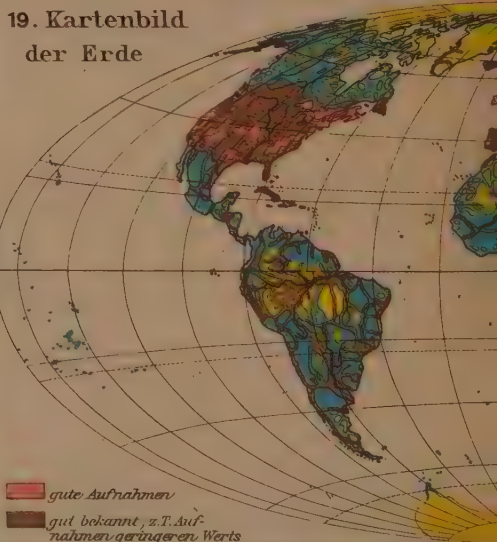 19. Kartenbild
der Erde
gute Aufnahmen
gut bekannt, z.T. Auf-
nahmen geringeren Werts